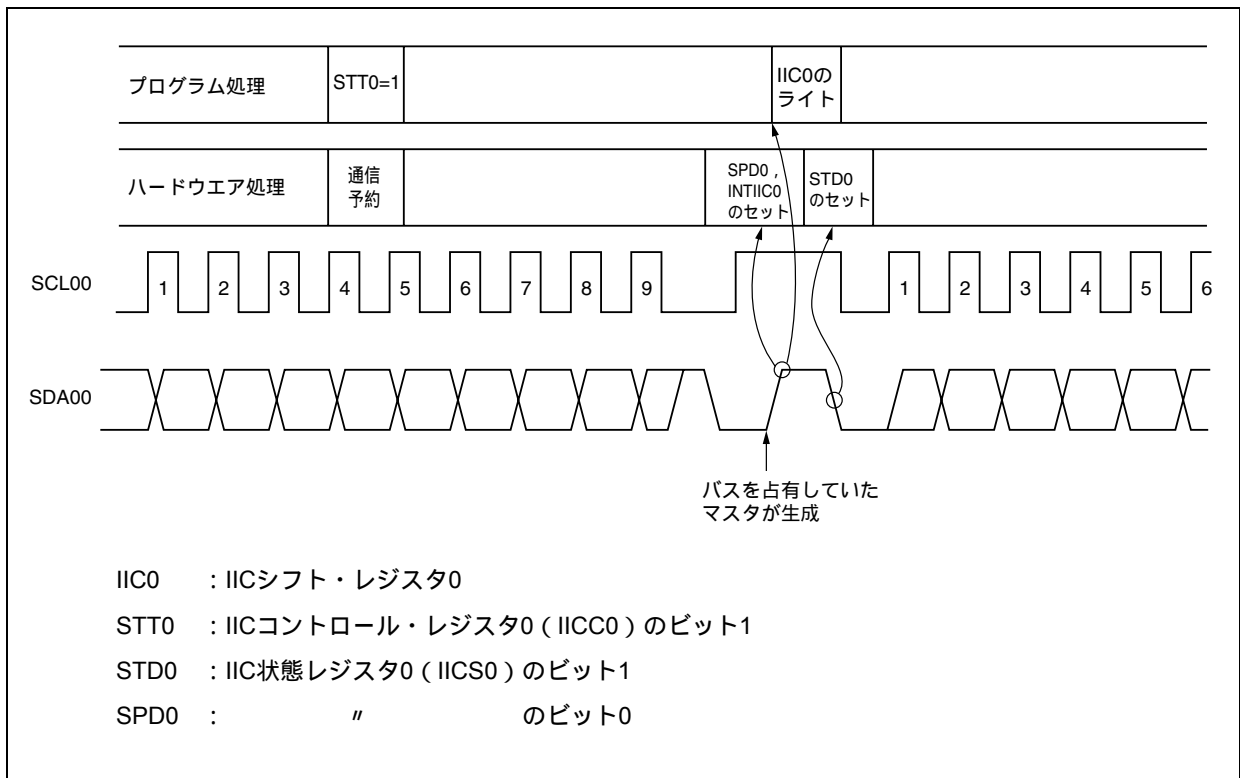 プログラム処理 STT0=1 IIC0の
ライト
ハードウエア処理 通信
予約 SPD0,
INTIIC0
のセット STD0
のセット
SCL00 1 2 3 4 5 6 7 8 9 1 2 3 4 5 6
SDA00
バスを占有していた
マスタが生成
IIC0 :IICシフト・レジスタ0
STT0 :IICコントロール・レジスタ0(IICC0)のビット1
STD0 :IIC状態レジスタ0(IICS0)のビット1
SPD0 : 〃 のビット0